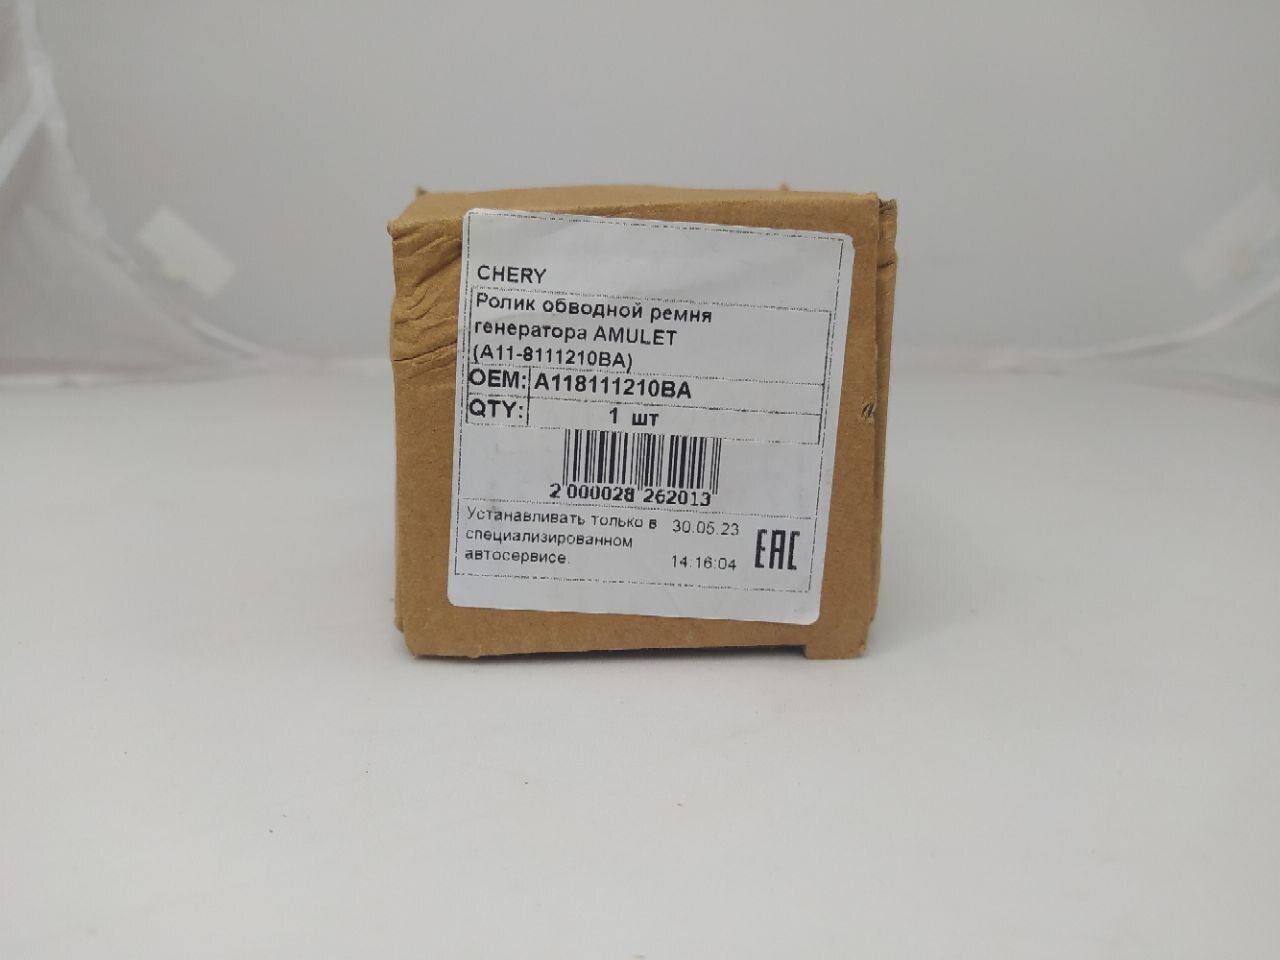 CHERY
Ролик обводной ремня
генератора AMULET
(A11-8111210BA)
OEM: A118111210BA
QTY: 1 шт
2 000028 262013
Устанавливать только в 30.05.23
специализированном EAC
автосервисе. 14:16:04